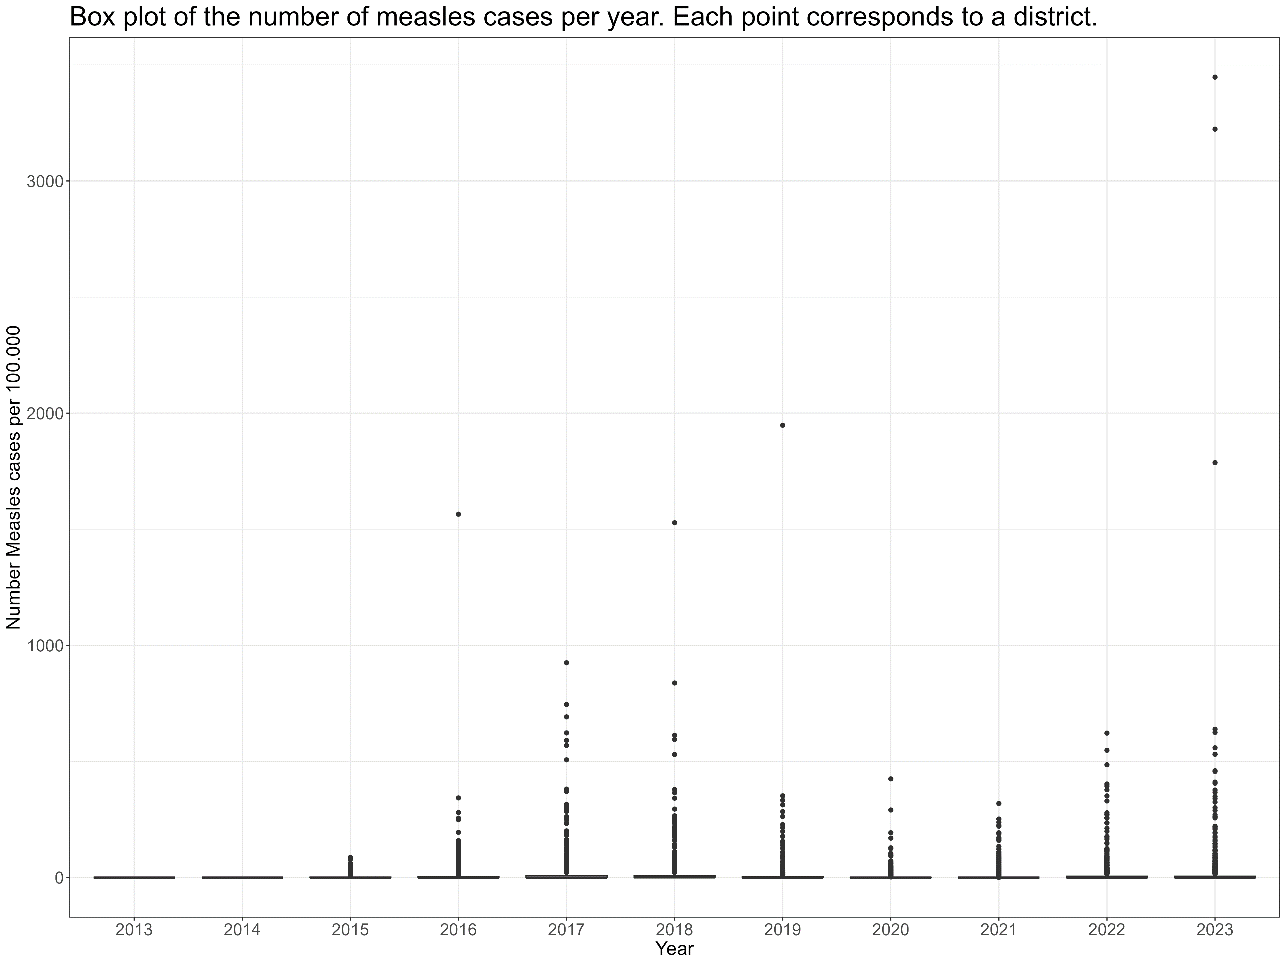 Box plot of the number of measles cases per year. Each point corresponds to a district.
Number Measles cases per 100.000
3000
2000
1000
0
2013 2014 2015 2016 2017 2018 2019 2020 2021 2022 2023
Year